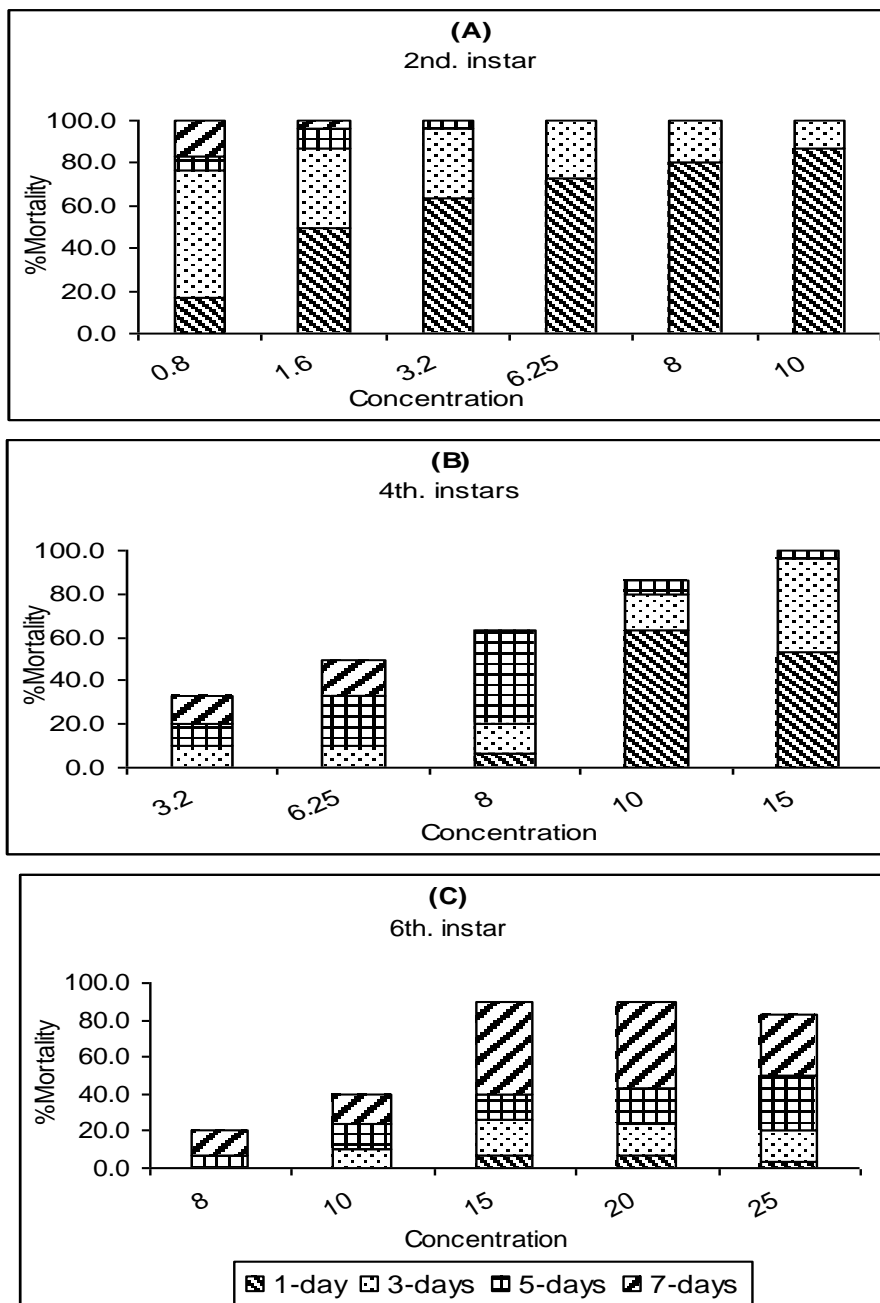 (A)
2nd. instar
%Mortality
100.0
80.0
60.0
40.0
20.0
0.0
0.8 1.6 3.2 6.25 8 10
Concentration
(B)
4th. instars
%Mortality
100.0
80.0
60.0
40.0
20.0
0.0
3.2 6.25 8 10 15
Concentration
(C)
6th. instar
%Mortality
100.0
80.0
60.0
40.0
20.0
0.0
8 10 15 20 25
Concentration
1-day 3-days 5-days 7-days